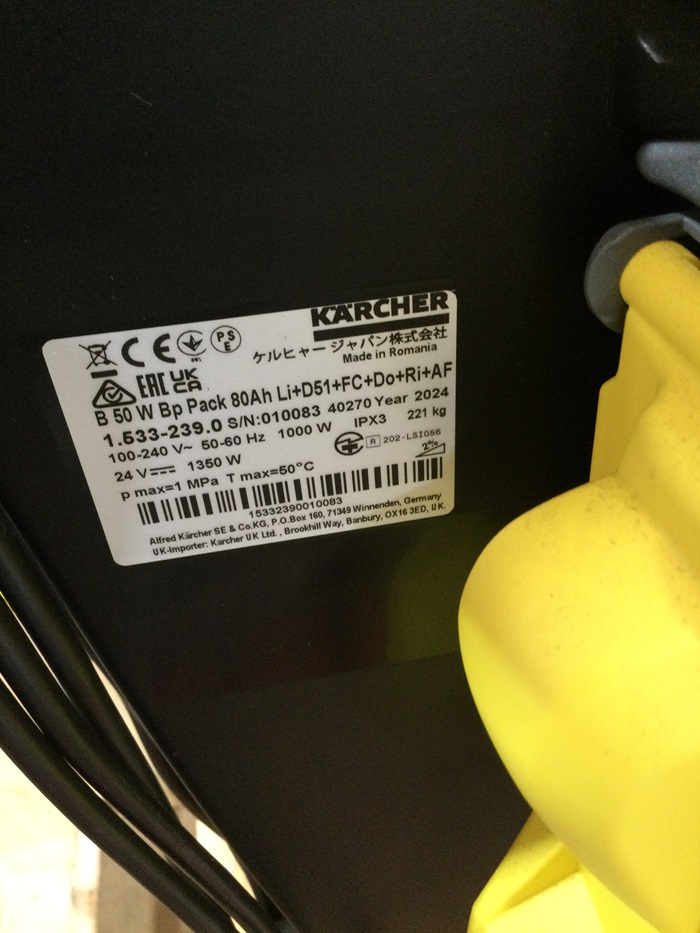 KÄRCHER
CE
PS
E
ケルヒャー ジャパン株式会社
Made in Romania
EAC UK
CA
B 50 W Bp Pack 80Ah Li+D51+FC+Do+Ri+AF
1.533-239.0 S/N:010083 40270 Year 2024
100-240 V~ 50-60 Hz 1000 W IPX3 221 kg
24 V 1350 W
R 202-LSI056
p max=1 MPa T max=50°C
2%
15332390010083
Alfred Kärcher SE & Co.KG, P.O.Box 160, 71349 Winnenden, Germany
UK-Importer: Karcher UK Ltd. , Brookhill Way, Banbury, OX16 3ED, UK.